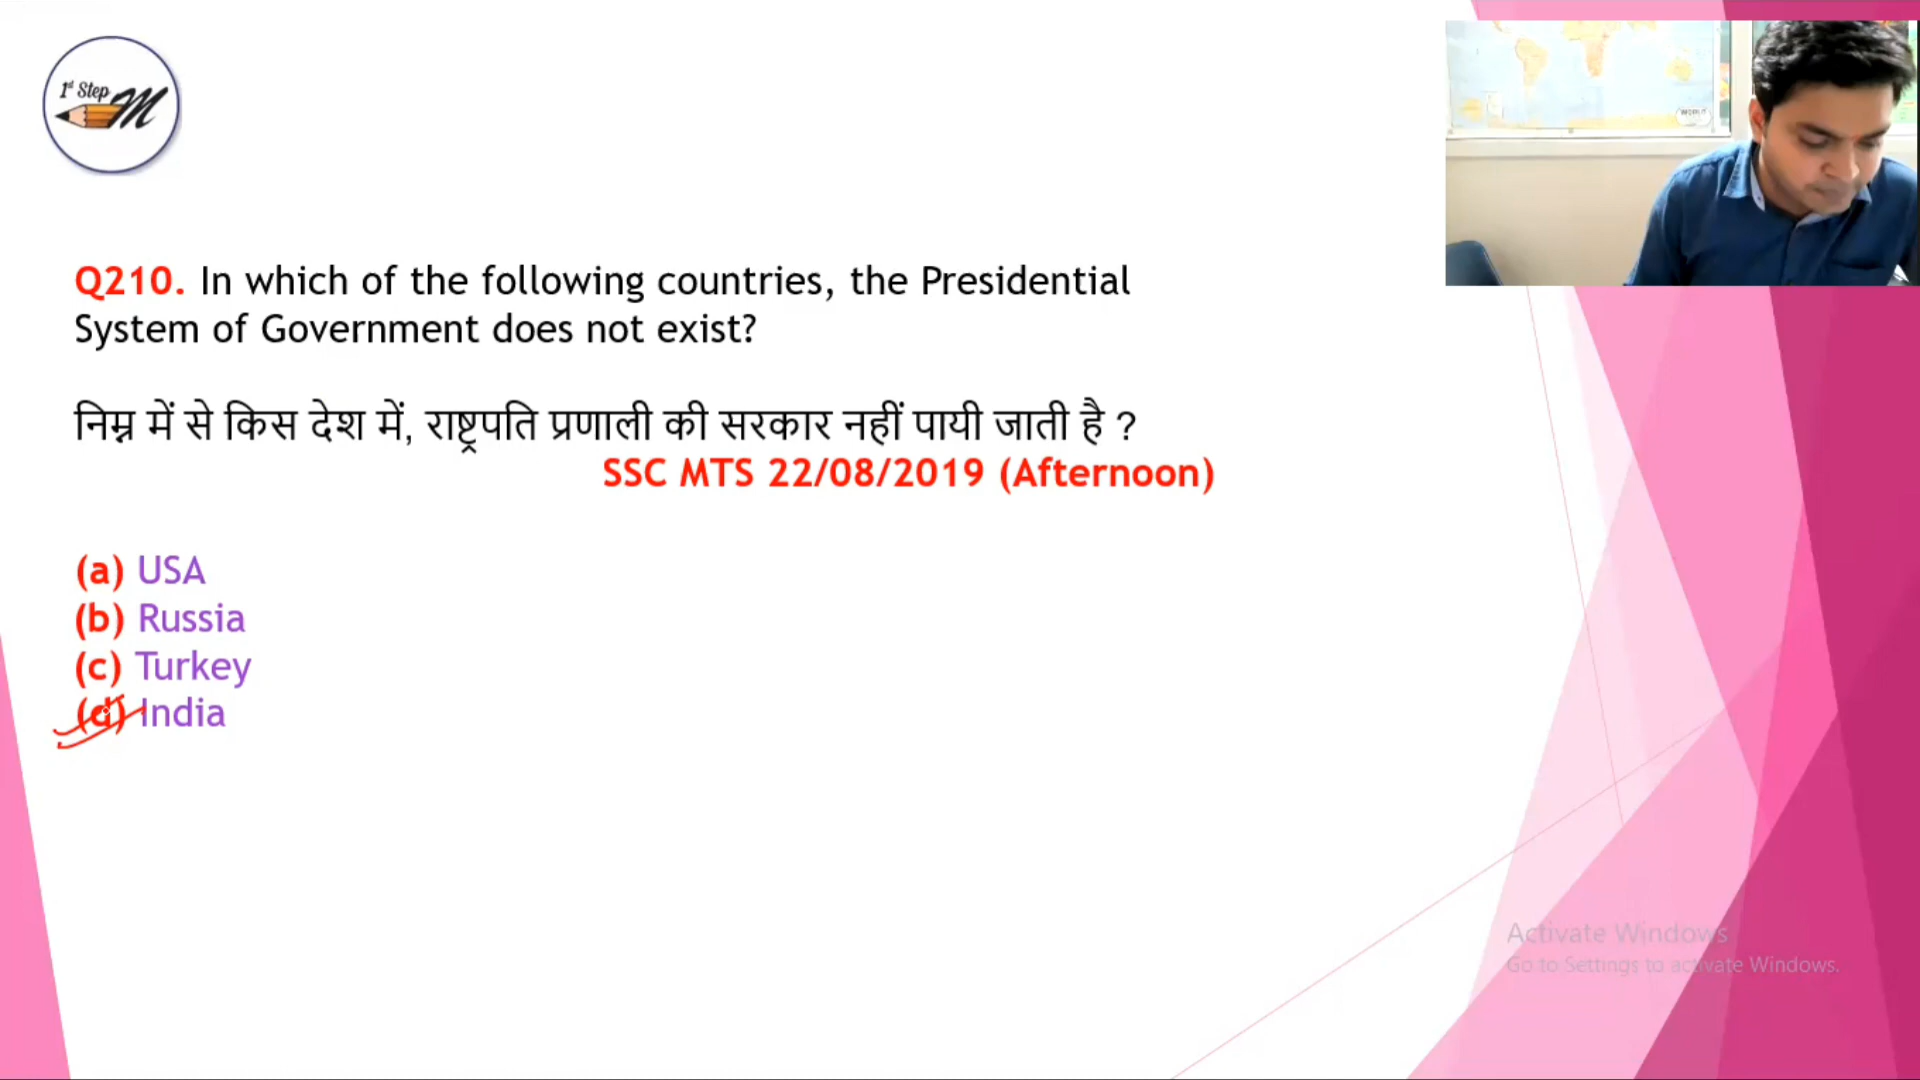 1st Step
M
WORLD
Q210. In which of the following countries, the Presidential
System of Government does not exist?
निम्न में से किस देश में, राष्ट्रपति प्रणाली की सरकार नहीं पायी जाती है ?
SSC MTS 22/08/2019 (Afternoon)
(a) USA
(b) Russia
(c) Turkey
(d) India
Activate Windows
Go to Settings to activate Windows.